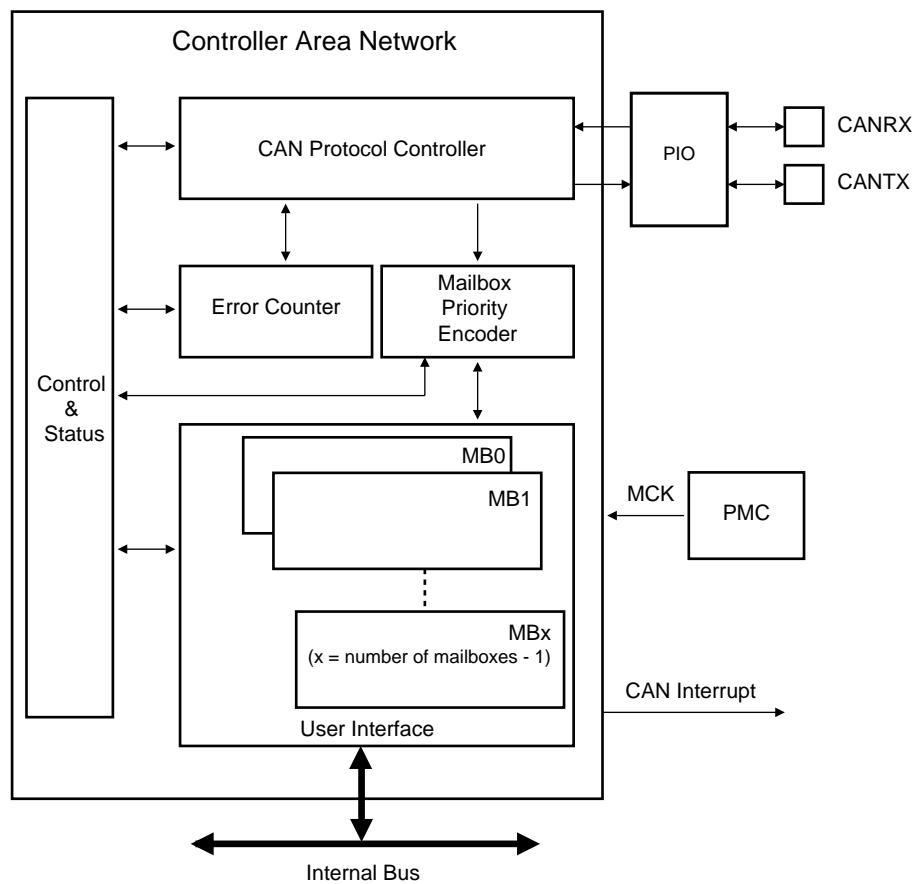 Controller Area Network
CAN Protocol Controller
PIO
CANRX
CANTX
Error Counter
Mailbox
Priority
Encoder
Control
&
Status
MB0
MB1
MCK
PMC
MBx
(x = number of mailboxes - 1)
CAN Interrupt
User Interface
Internal Bus